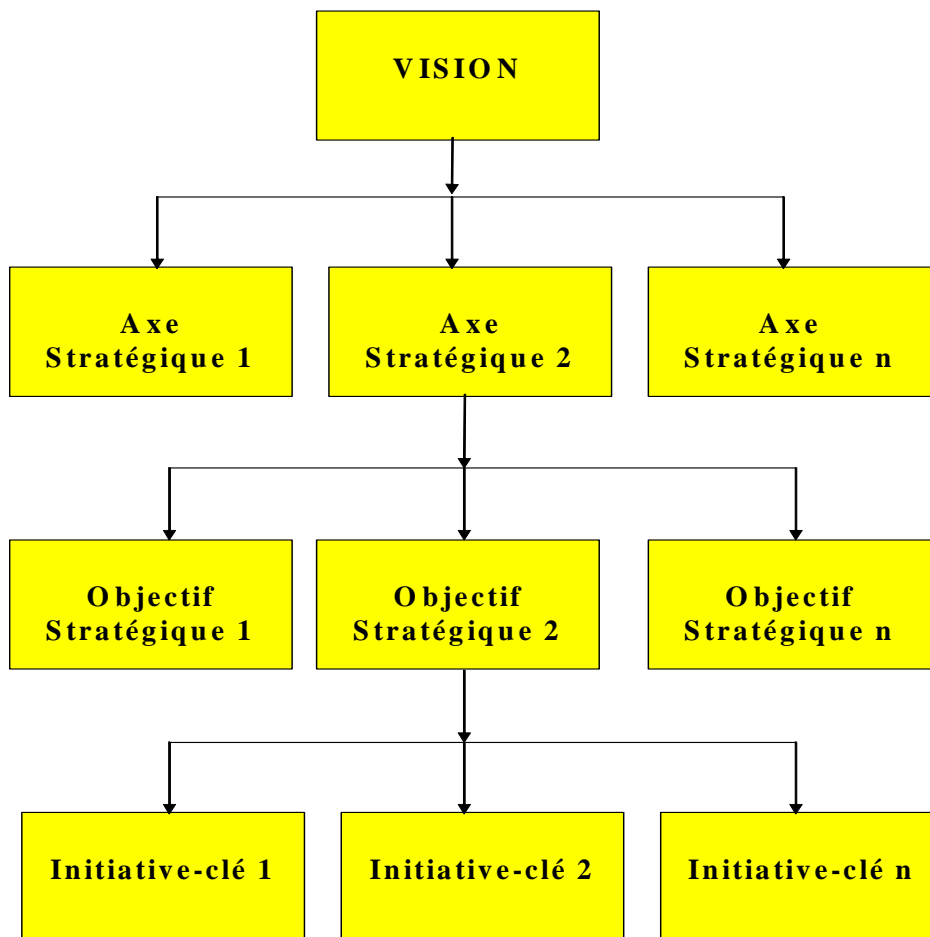 VISION
Axe
Stratégique 1
Axe
Stratégique 2
Axe
Stratégique n
Objectif
Stratégique 1
Objectif
Stratégique 2
Objectif
Stratégique n
Initiative-clé 1
Initiative-clé 2
Initiative-clé n